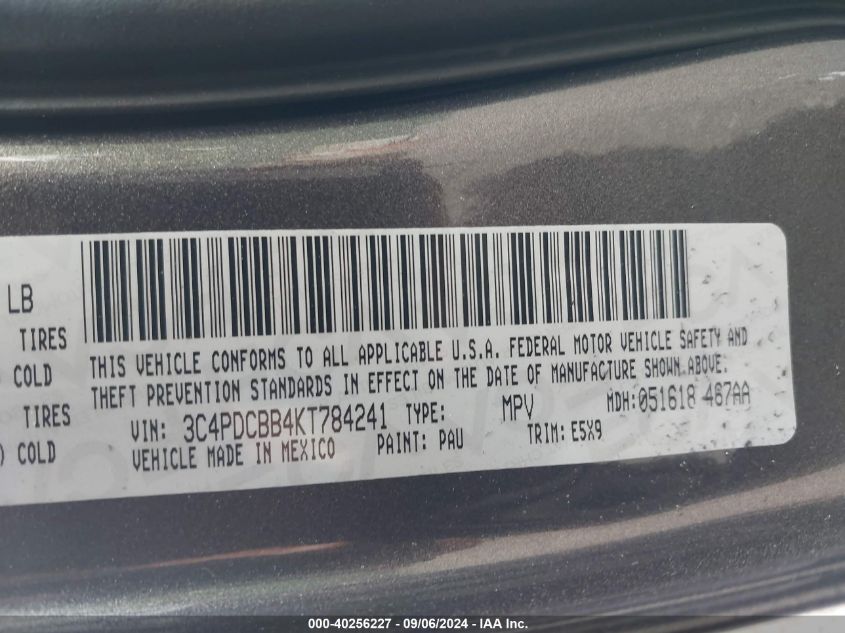 LB
TIRES
COLD
TIRES
) COLD
THIS VEHICLE CONFORMS TO ALL APPLICABLE U.S.A. FEDERAL MOTOR VEHICLE SAFETY AND
THEFT PREVENTION STANDARDS IN EFFECT ON THE DATE OF MANUFACTURE SHOWN ABOVE:
VIN: 3C4PDCBB4KT784241 TYPE: MPV MDH:051618 467AA
VEHICLE MADE IN MEXICO PAINT: PAU TRIM: E5X9
000-40256227 - 09/06/2024 - IAA Inc.